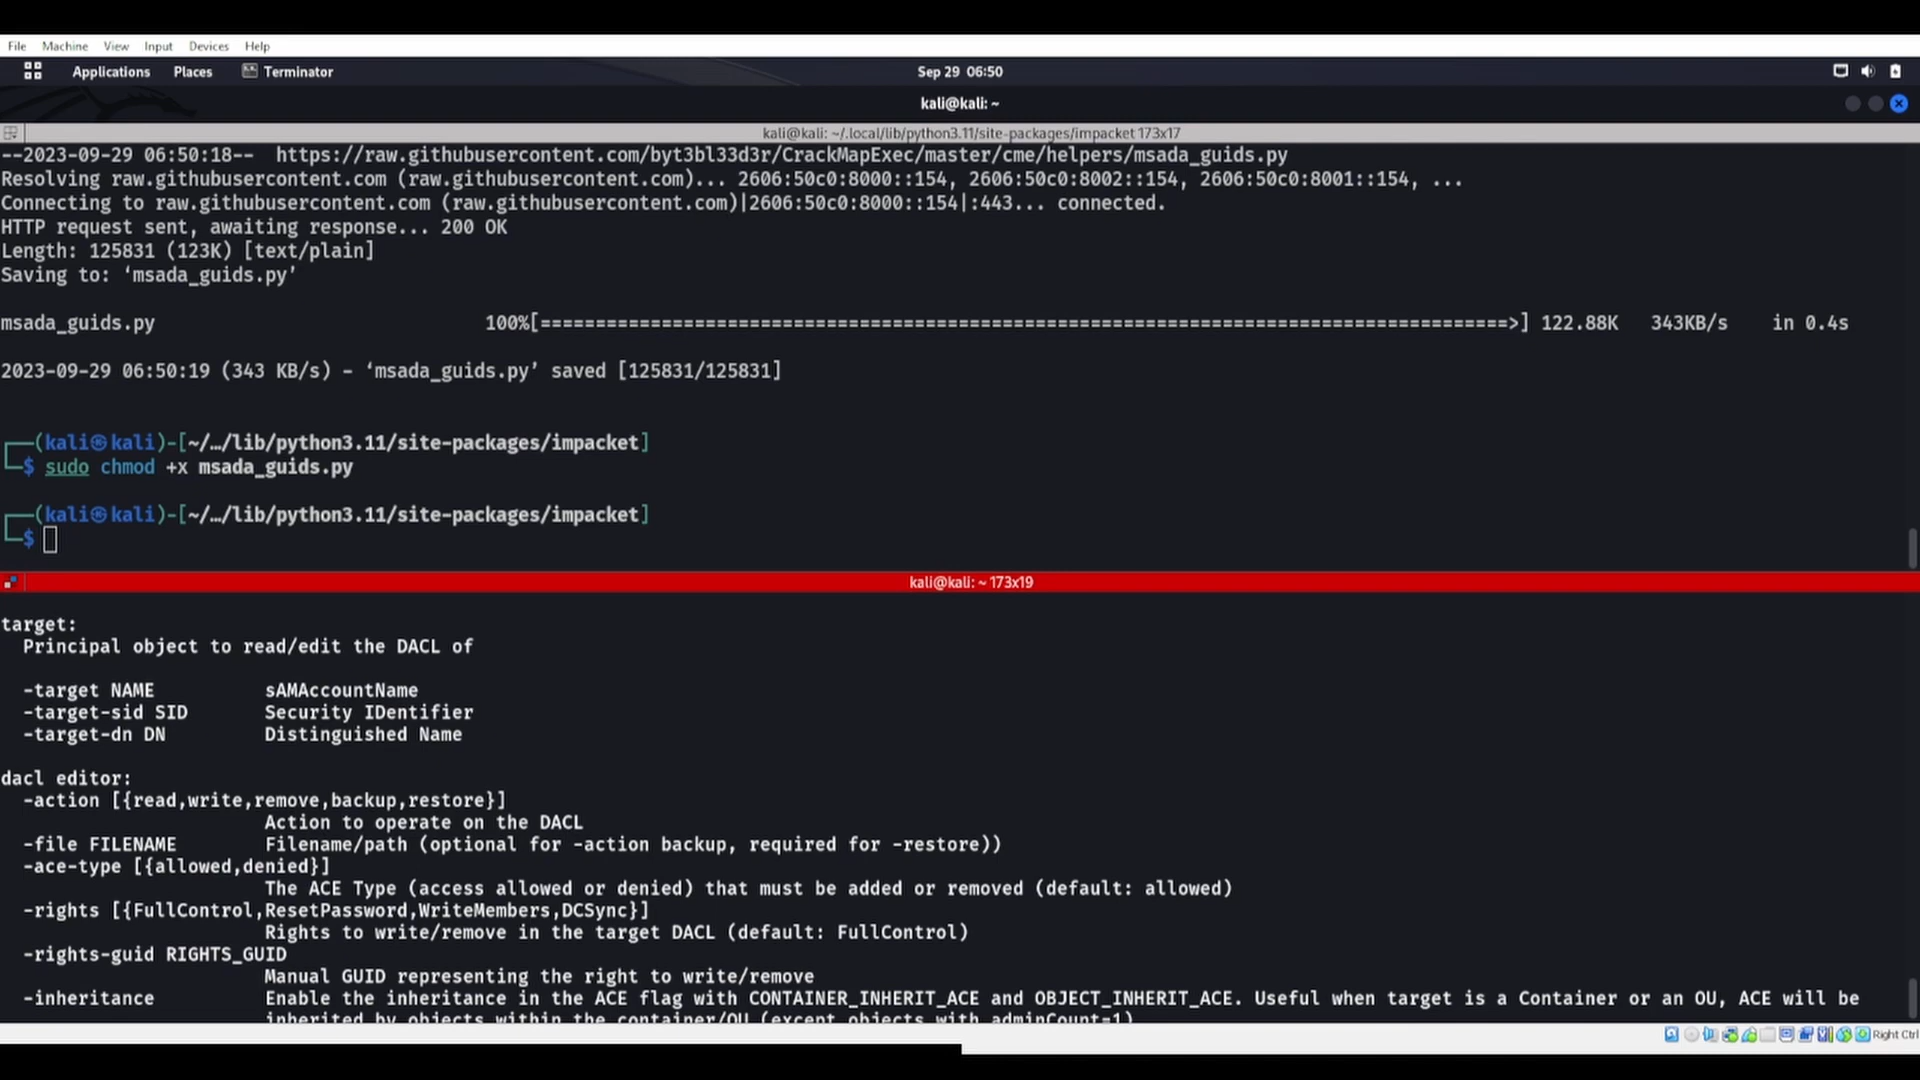 File Machine View Input Devices Help
Applications Places Terminator Sep 29 06:50
kali@kali: ~
kali@kali: ~/.local/lib/python3.11/site-packages/impacket 173x17
--2023-09-29 06:50:18-- https://raw.githubusercontent.com/byt3bl33d3r/CrackMapExec/master/cme/helpers/msada_guids.py
Resolving raw.githubusercontent.com (raw.githubusercontent.com)... 2606:50c0:8000::154, 2606:50c0:8002::154, 2606:50c0:8001::154, ...
Connecting to raw.githubusercontent.com (raw.githubusercontent.com)|2606:50c0:8000::154|:443... connected.
HTTP request sent, awaiting response... 200 OK
Length: 125831 (123K) [text/plain]
Saving to: ‘msada_guids.py’
msada_guids.py 100%[========================================================================================>] 122.88K 343KB/s in 0.4s
2023-09-29 06:50:19 (343 KB/s) - ‘msada_guids.py’ saved [125831/125831]
┌──(kali㉿kali)-[~/…/lib/python3.11/site-packages/impacket]
└─$ sudo chmod +x msada_guids.py
┌──(kali㉿kali)-[~/…/lib/python3.11/site-packages/impacket]
└─$
kali@kali: ~ 173x19
target:
Principal object to read/edit the DACL of
-target NAME sAMAccountName
-target-sid SID Security IDentifier
-target-dn DN Distinguished Name
dacl editor:
-action [{read,write,remove,backup,restore}]
Action to operate on the DACL
-file FILENAME Filename/path (optional for -action backup, required for -restore))
-ace-type [{allowed,denied}]
The ACE Type (access allowed or denied) that must be added or removed (default: allowed)
-rights [{FullControl,ResetPassword,WriteMembers,DCSync}]
Rights to write/remove in the target DACL (default: FullControl)
-rights-guid RIGHTS_GUID
Manual GUID representing the right to write/remove
-inheritance Enable the inheritance in the ACE flag with CONTAINER_INHERIT_ACE and OBJECT_INHERIT_ACE. Useful when target is a Container or an OU, ACE will be
inherited by objects within the container/OU (except objects with adminCount=1)
Right Ctrl